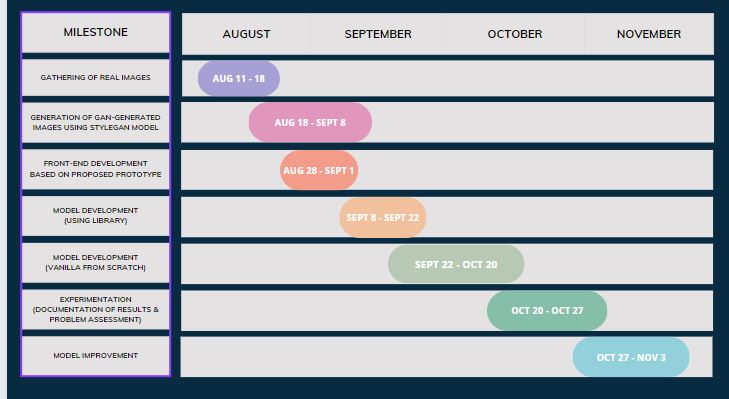 MILESTONE
AUGUST
SEPTEMBER
OCTOBER
NOVEMBER
GATHERING OF REAL IMAGES
AUG 11 - 18
GENERATION OF GAN-GENERATED
IMAGES USING STYLEGAN MODEL
AUG 18 - SEPT 8
FRONT-END DEVELOPMENT
BASED ON PROPOSED PROTOTYPE
AUG 28 - SEPT 1
MODEL DEVELOPMENT
(USING LIBRARY)
SEPT 8 - SEPT 22
MODEL DEVELOPMENT
(VANILLA FROM SCRATCH)
SEPT 22 - OCT 20
EXPERIMENTATION
(DOCUMENTATION OF RESULTS &
PROBLEM ASSESSMENT)
OCT 20 - OCT 27
MODEL IMPROVEMENT
OCT 27 - NOV 3